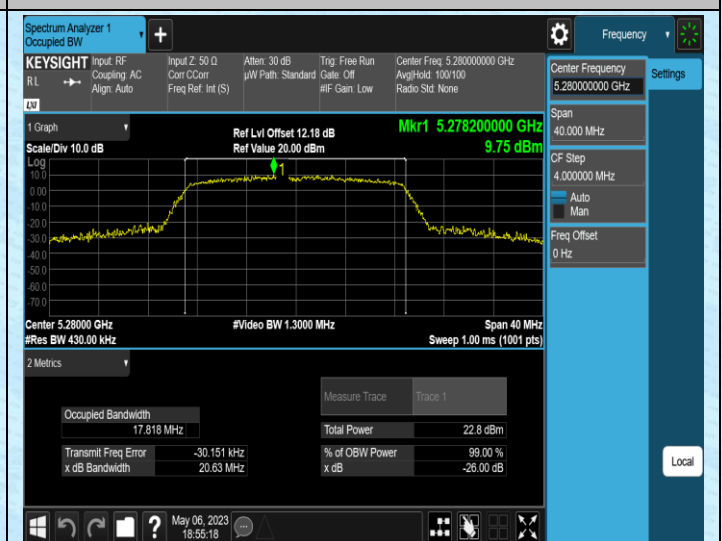 Spectrum Analyzer 1
Occupied BW
Frequency
KEYSIGHT
RL
LXI
Input: RF
Coupling: AC
Align: Auto
Input Z: 50 Ω
Corr CCorr
Freq Ref: Int (S)
Atten: 30 dB
µW Path: Standard
Trig: Free Run
Gate: Off
#IF Gain: Low
Center Freq: 5.280000000 GHz
Avg|Hold: 100/100
Radio Std: None
Center Frequency
5.280000000 GHz
Settings
Span
40.000 MHz
CF Step
4.000000 MHz
Auto
Man
Freq Offset
0 Hz
Local
1 Graph
Scale/Div 10.0 dB
Ref Lvl Offset 12.18 dB
Ref Value 20.00 dBm
Mkr1 5.278200000 GHz
9.75 dBm
Log
10.0
0.00
-10.0
-20.0
-30.0
-40.0
-50.0
-60.0
-70.0
1
Center 5.28000 GHz
#Res BW 430.00 kHz
#Video BW 1.3000 MHz
Span 40 MHz
Sweep 1.00 ms (1001 pts)
2 Metrics
Measure Trace Trace 1
Occupied Bandwidth
17.818 MHz
Total Power 22.8 dBm
Transmit Freq Error -30.151 kHz
% of OBW Power 99.00 %
x dB Bandwidth 20.63 MHz
x dB -26.00 dB
May 06, 2023
18:55:18